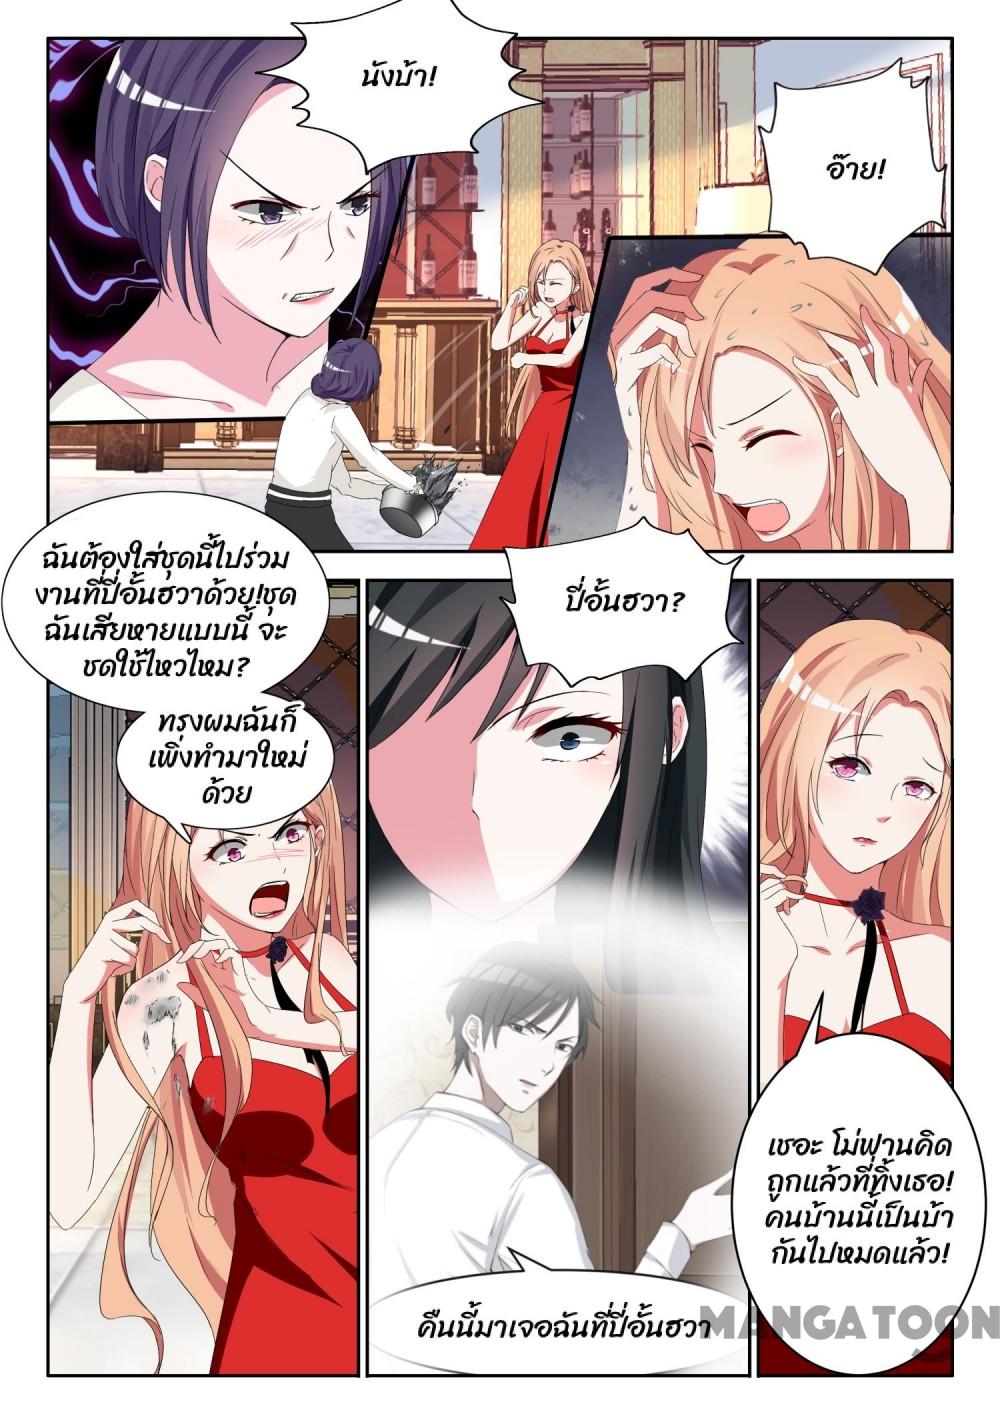 นังบ้า!
อ๊าย!
ฉันต้องใส่ชุดนี้ไปร่วม
งานที่ปี่อั้นฮวาด้วย!ชุด
ฉันเสียหายแบบนี้ จะ
ชดใช้ไหวไหม?
ทรงผมฉันก็
เพิ่งทำมาใหม่
ด้วย
ปี่อั้นฮวา?
คืนนี้มาเจอฉันที่ปี่อั้นฮวา
เชอะ โม่ฟานคิด
ถูกแล้วที่ทิ้งเธอ!
คนบ้านนี้เป็นบ้า
กันไปหมดแล้ว!
MANGATOON